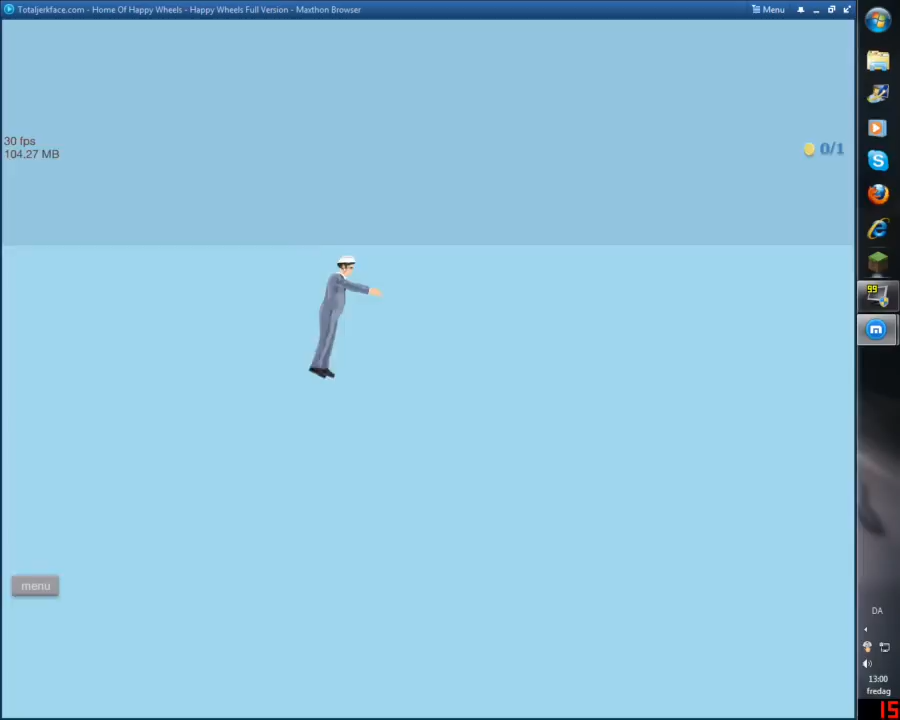 Totaljerkface.com - Home Of Happy Wheels - Happy Wheels Full Version - Maxthon Browser
Menu
30 fps
104.27 MB
0/1
99
menu
DA
13:00
fredag
15